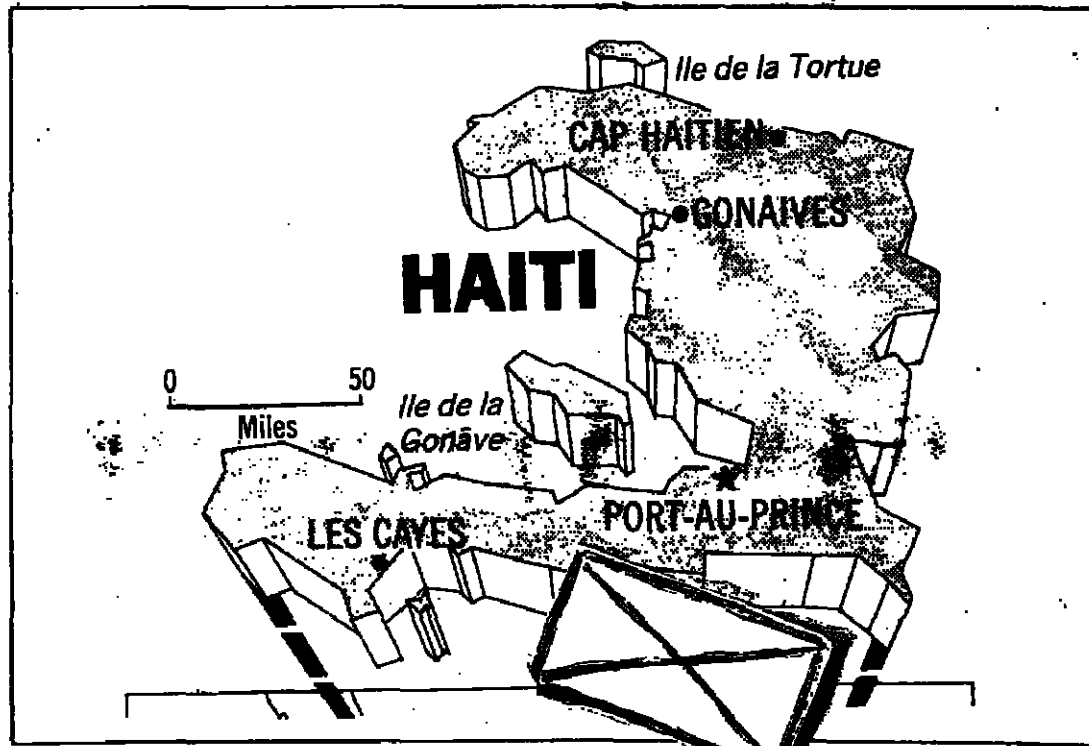 Ile de la Tortue
CAP HAITIEN
GONAIVES
HAITI
0 50
Miles
Ile de la
Gonâve
LES CAYES
PORT-AU-PRINCE